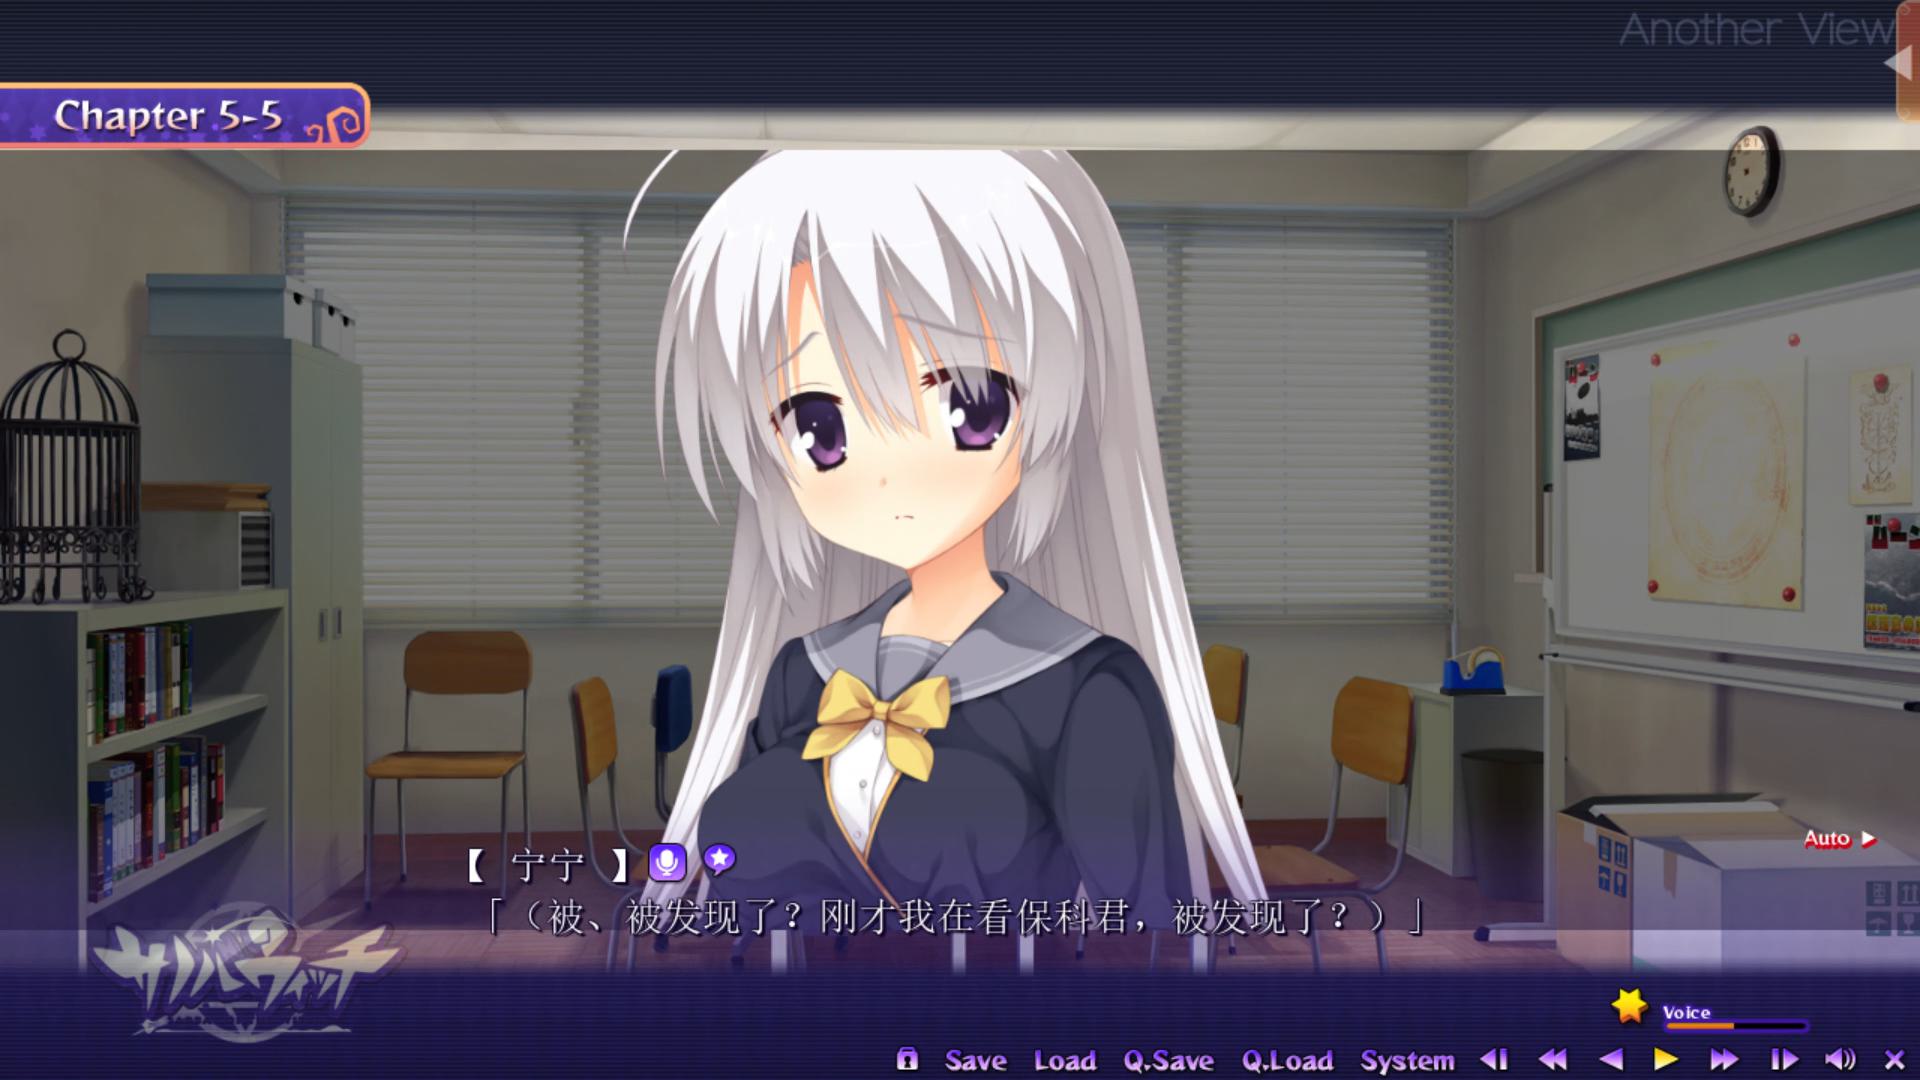 Another View
Chapter 5-5
【 宁宁 】
「（被、被发现了？刚才我在看保科君，被发现了？）」
Auto
サノバウィッチ
Voice
Save Load Q.Save Q.Load System